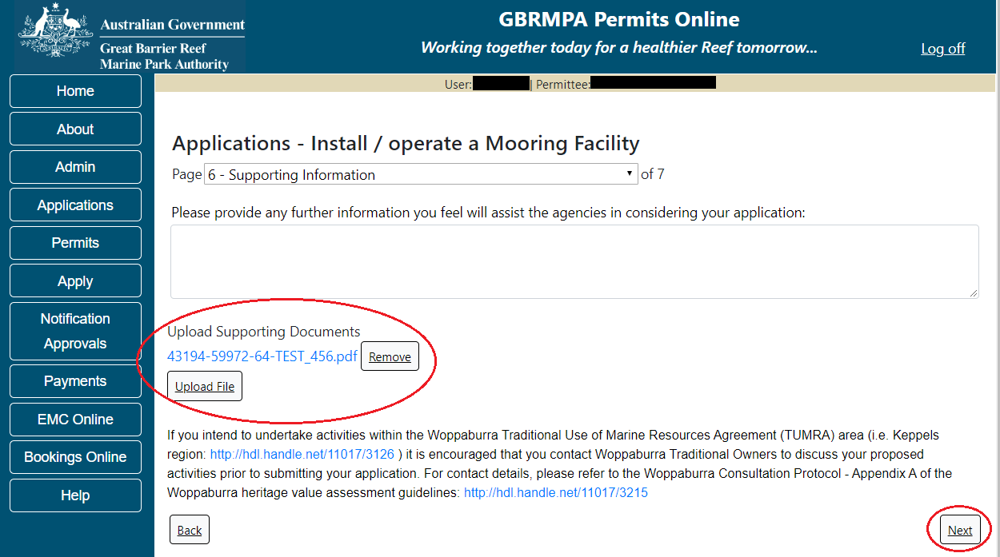 Australian Government
Great Barrier Reef
Marine Park Authority
GBRMPA Permits Online
Working together today for a healthier Reef tomorrow...
Log off
Home
About
Admin
Applications
Permits
Apply
Notification
Approvals
Payments
EMC Online
Bookings Online
Help
User: | Permittee:
Applications - Install / operate a Mooring Facility
Page 6 - Supporting Information of 7
Please provide any further information you feel will assist the agencies in considering your application:
Upload Supporting Documents
43194-59972-64-TEST_456.pdf Remove
Upload File
If you intend to undertake activities within the Woppaburra Traditional Use of Marine Resources Agreement (TUMRA) area (i.e. Keppels
region: http://hdl.handle.net/11017/3126 ) it is encouraged that you contact Woppaburra Traditional Owners to discuss your proposed
activities prior to submitting your application. For contact details, please refer to the Woppaburra Consultation Protocol - Appendix A of the
Woppaburra heritage value assessment guidelines: http://hdl.handle.net/11017/3215
Back
Next